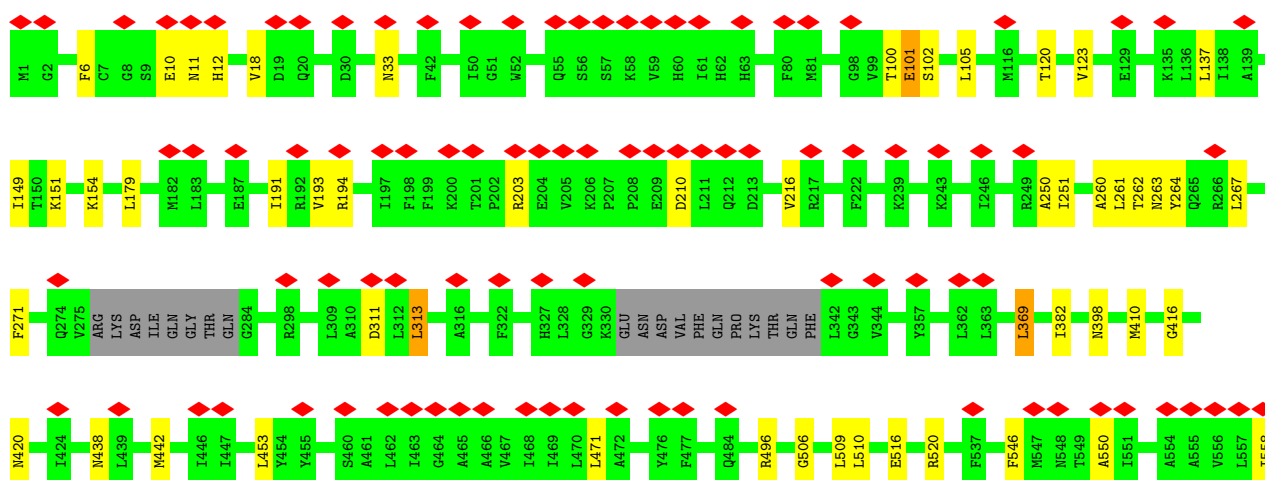 M1 G2 F6 C7 G8 S9 E10 N11 H12 V18 D19 Q20 D30 N33 F42 I50 G51 W52 Q55 S56 S57 K58 V59 H60 I61 H62 H63 F80 M81 G98 V99 T100 E101 S102 L105 M116 T120 V123 E129 K135 L136 L137 I138 A139
I149 T150 K151 K154 L179 M182 L183 E187 I191 R192 V193 R194 I197 F198 F199 K200 T201 P202 R203 E204 V205 K206 P207 P208 E209 D210 L211 Q212 D213 V216 R217 F222 K239 K243 I246 R249 A250 I251 A260 L261 T262 N263 Y264 Q265 R266 L267
F271 Q274 V275 ARG LYS ASP ILE GLN GLY THR GLN G284 R298 L309 A310 D311 L312 L313 A316 F322 H327 L328 G329 K330 GLU ASN ASP VAL PHE GLN PRO LYS THR GLN PHE L342 G343 V344 Y357 L362 L363 L369 I382 N398 M410 G416
N420 I424 N438 L439 M442 I446 I447 L453 Y454 Y455 S460 A461 L462 I463 G464 A465 A466 V467 I468 I469 L470 L471 A472 Y476 F477 Q484 R496 G506 L509 L510 E516 R520 F537 F546 M547 N548 T549 A550 I551 A554 A555 V556 L557